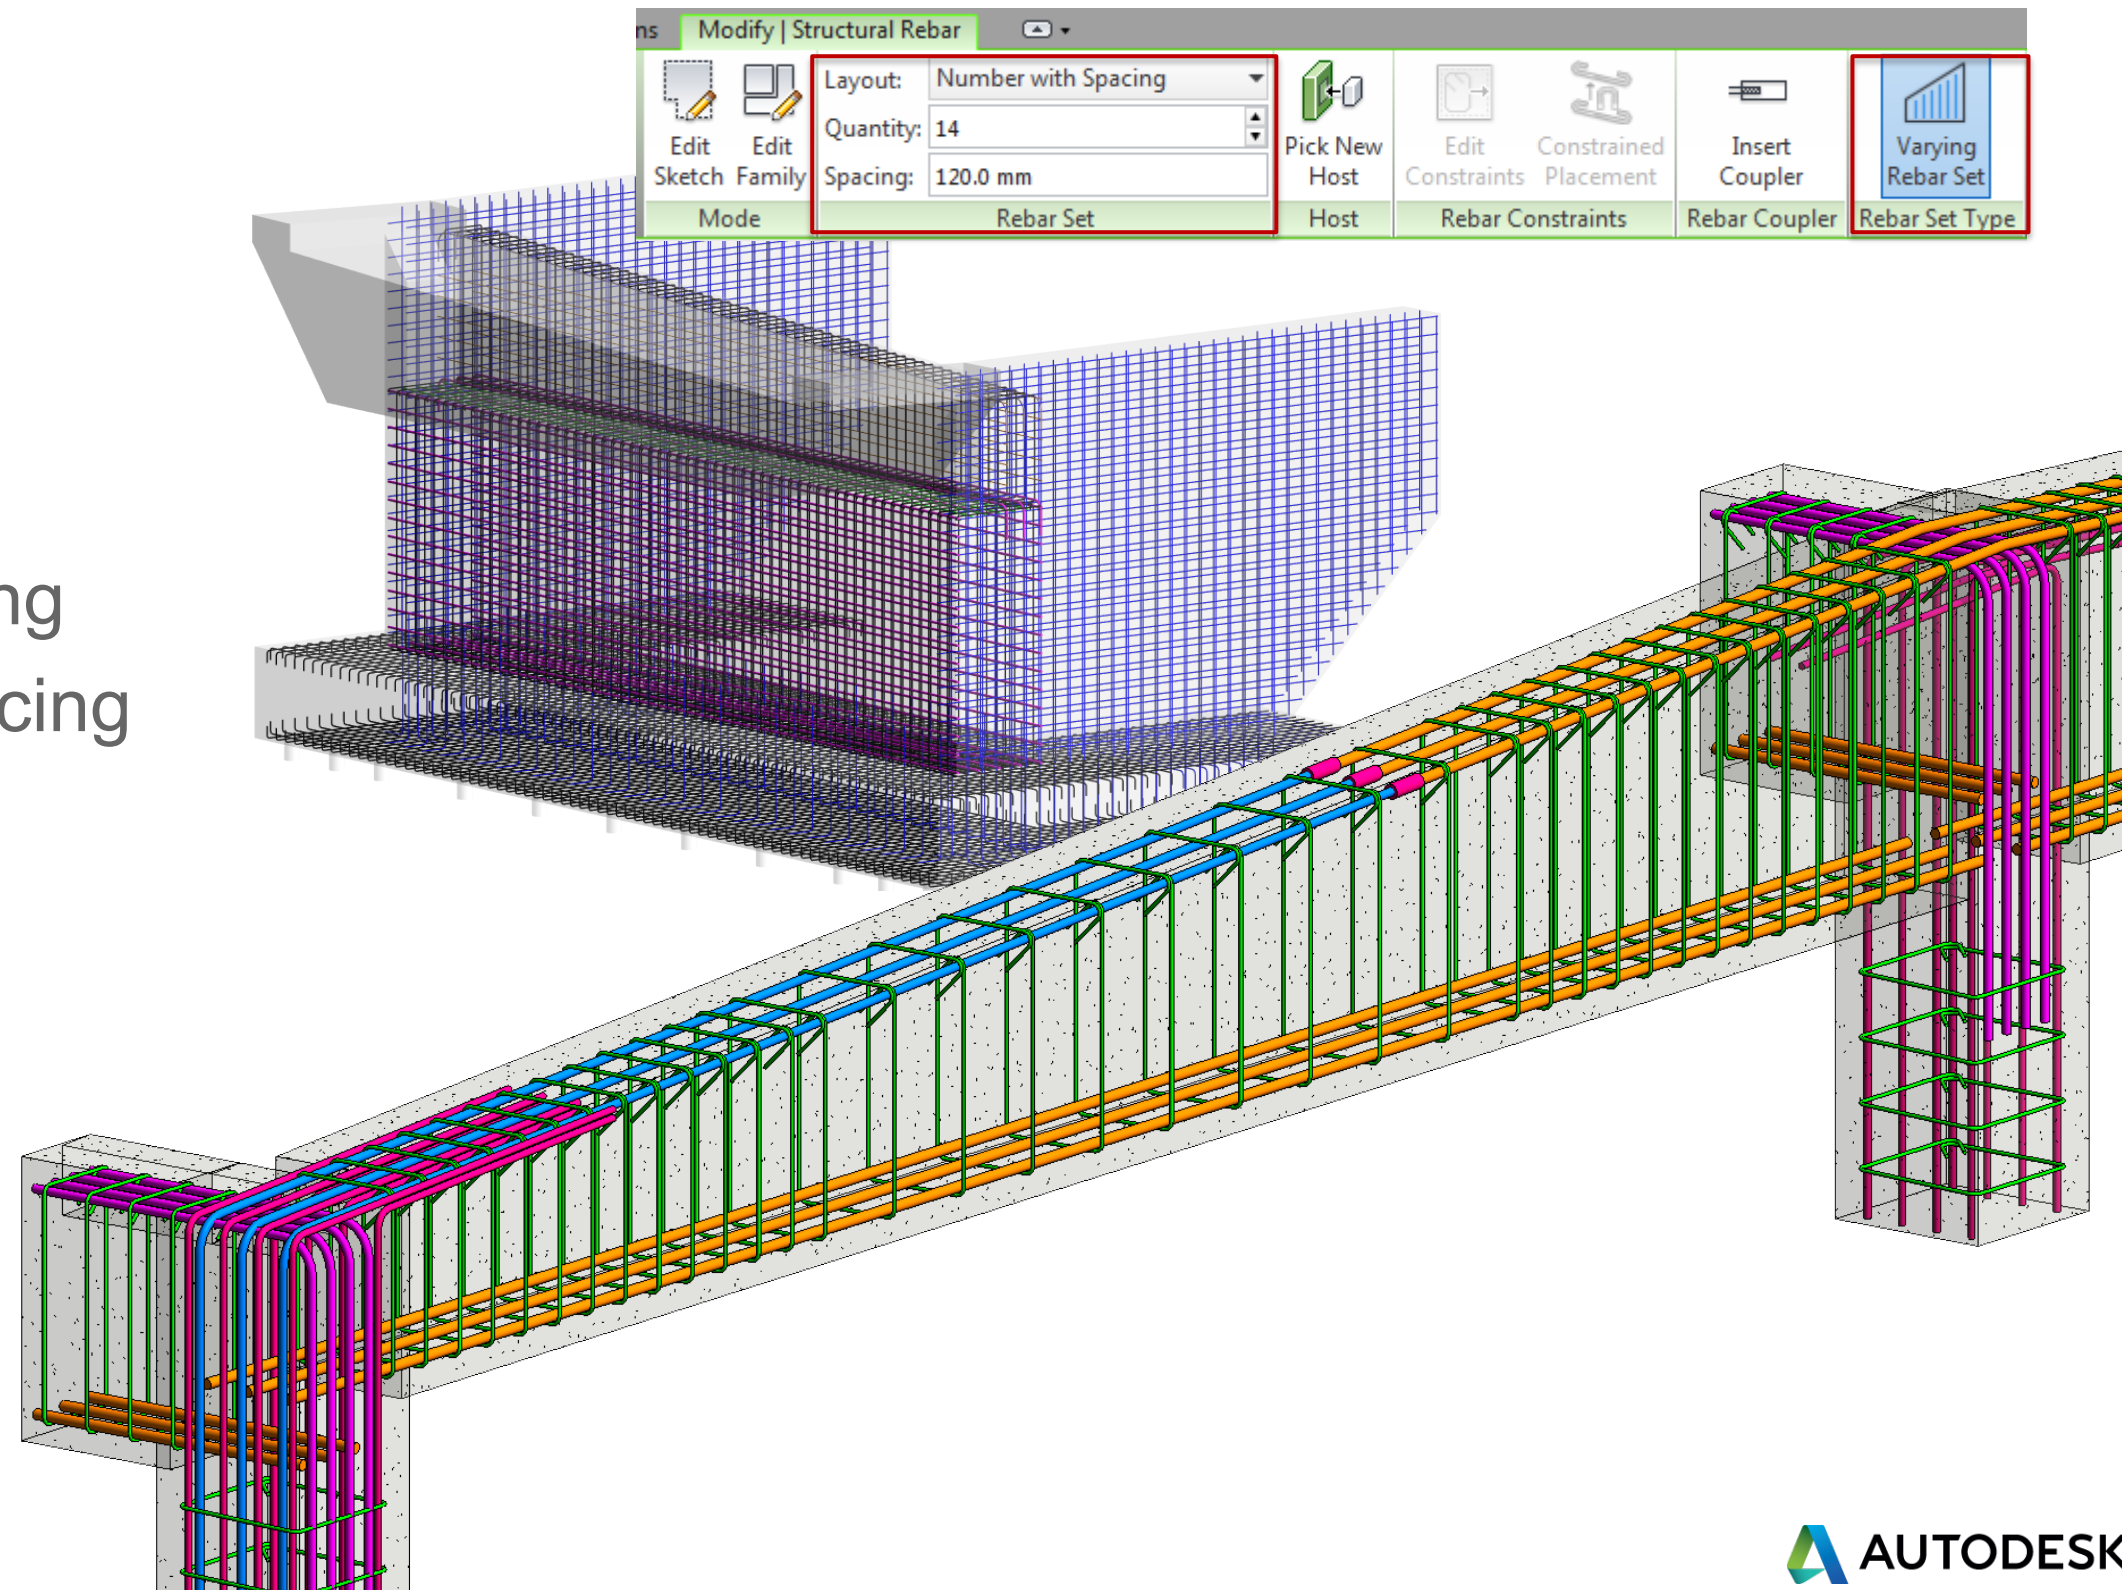 ns Modify | Structural Rebar
Layout: Number with Spacing
Quantity: 14
Spacing: 120.0 mm
Edit Sketch
Edit Family
Pick New Host
Edit Constraints
Constrained Placement
Insert Coupler
Varying Rebar Set
Mode
Rebar Set
Host
Rebar Constraints
Rebar Coupler
Rebar Set Type
ng
cing
AUTODESK